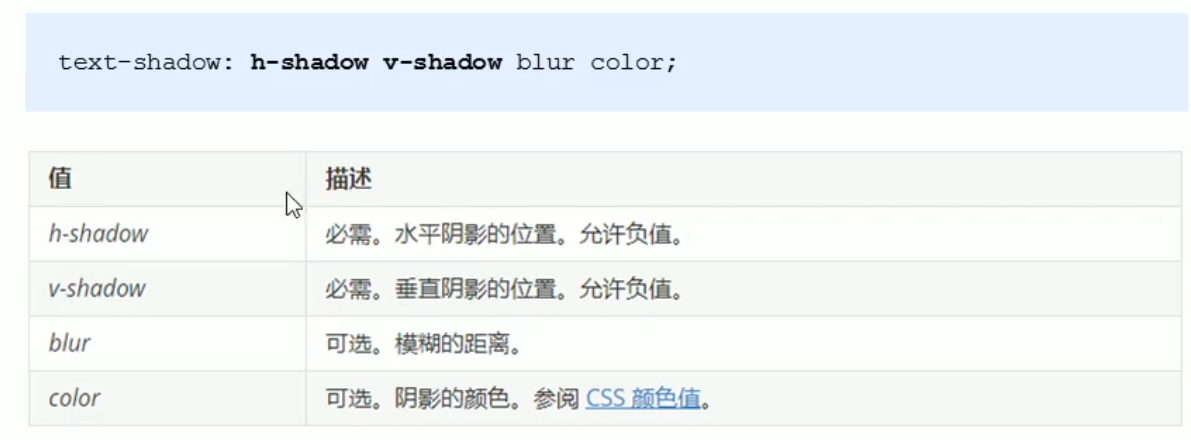 text-shadow: h-shadow v-shadow blur color;
值 描述
h-shadow 必需。水平阴影的位置。允许负值。
v-shadow 必需。垂直阴影的位置。允许负值。
blur 可选。模糊的距离。
color 可选。阴影的颜色。参阅 CSS 颜色值。